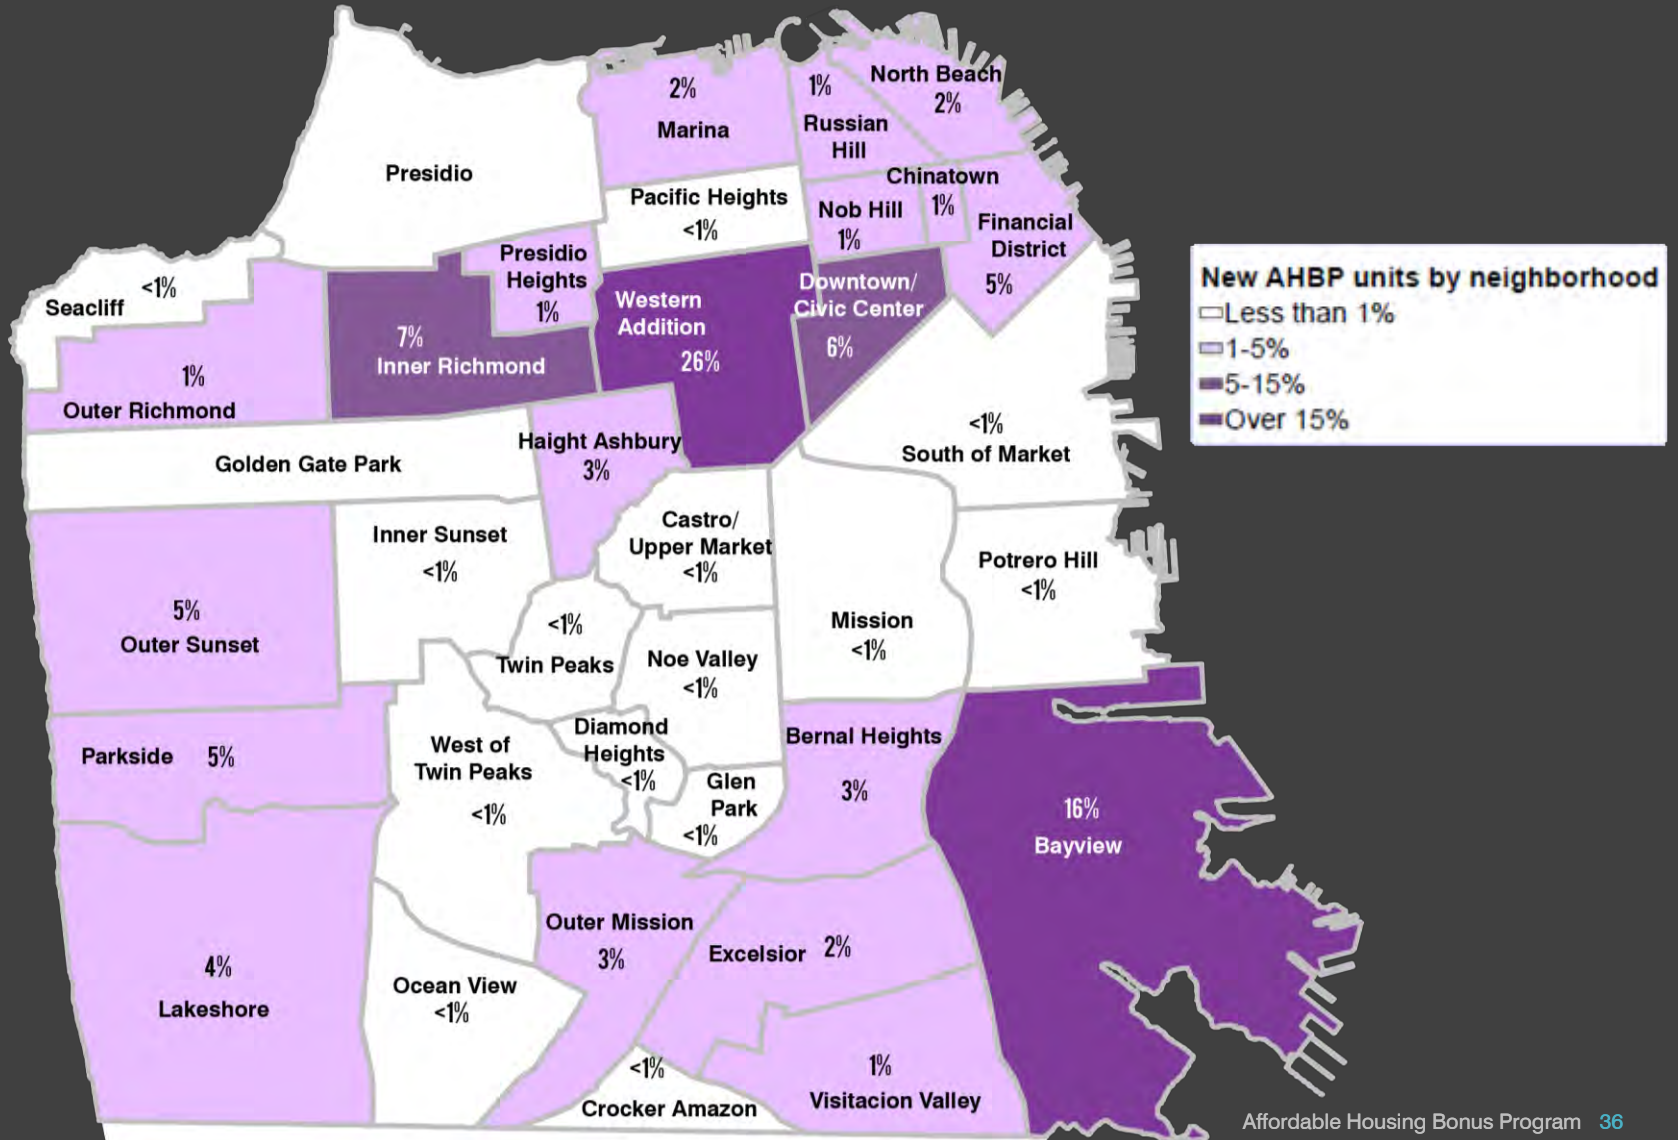 2%
Marina
1%
Russian
Hill
North Beach
2%
Presidio
Pacific Heights
<1%
Chinatown
1%
Nob Hill
1%
Financial
District
5%
Seacliff
<1%
Presidio
Heights
1%
Western
Addition
26%
Downtown/
Civic Center
6%
7%
Inner Richmond
1%
Outer Richmond
Golden Gate Park
Haight Ashbury
3%
<1%
South of Market
Inner Sunset
<1%
Castro/
Upper Market
<1%
Potrero Hill
<1%
5%
Outer Sunset
<1%
Twin Peaks
Noe Valley
<1%
Mission
<1%
Parkside 5%
West of
Twin Peaks
<1%
Diamond
Heights
<1%
Glen
Park
<1%
Bernal Heights
3%
16%
Bayview
4%
Lakeshore
Ocean View
<1%
Outer Mission
3%
Excelsior 2%
<1%
Crocker Amazon
1%
Visitacion Valley
New AHBP units by neighborhood
Less than 1%
1-5%
5-15%
Over 15%
Affordable Housing Bonus Program 36